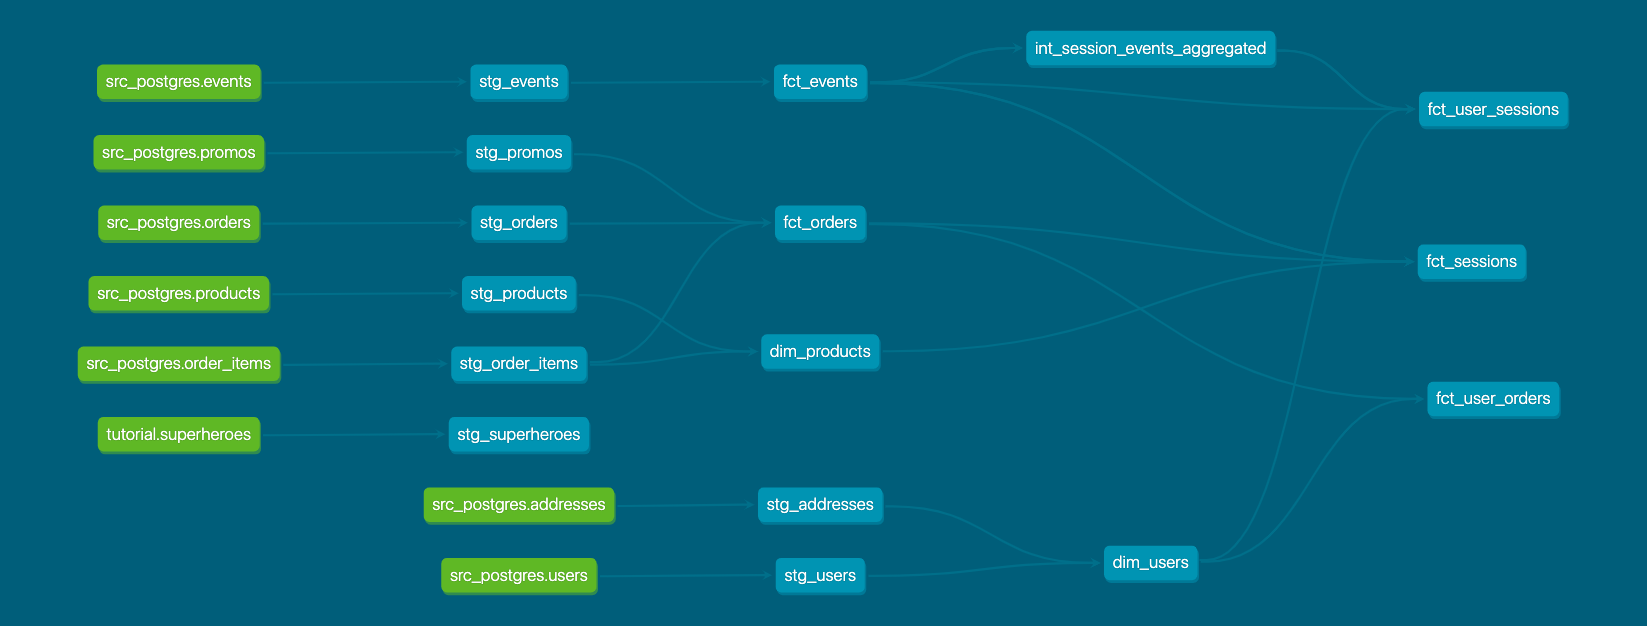 int_session_events_aggregated
src_postgres.events
stg_events
fct_events
fct_user_sessions
src_postgres.promos
stg_promos
src_postgres.orders
stg_orders
fct_orders
fct_sessions
src_postgres.products
stg_products
dim_products
src_postgres.order_items
stg_order_items
fct_user_orders
tutorial.superheroes
stg_superheroes
src_postgres.addresses
stg_addresses
dim_users
src_postgres.users
stg_users